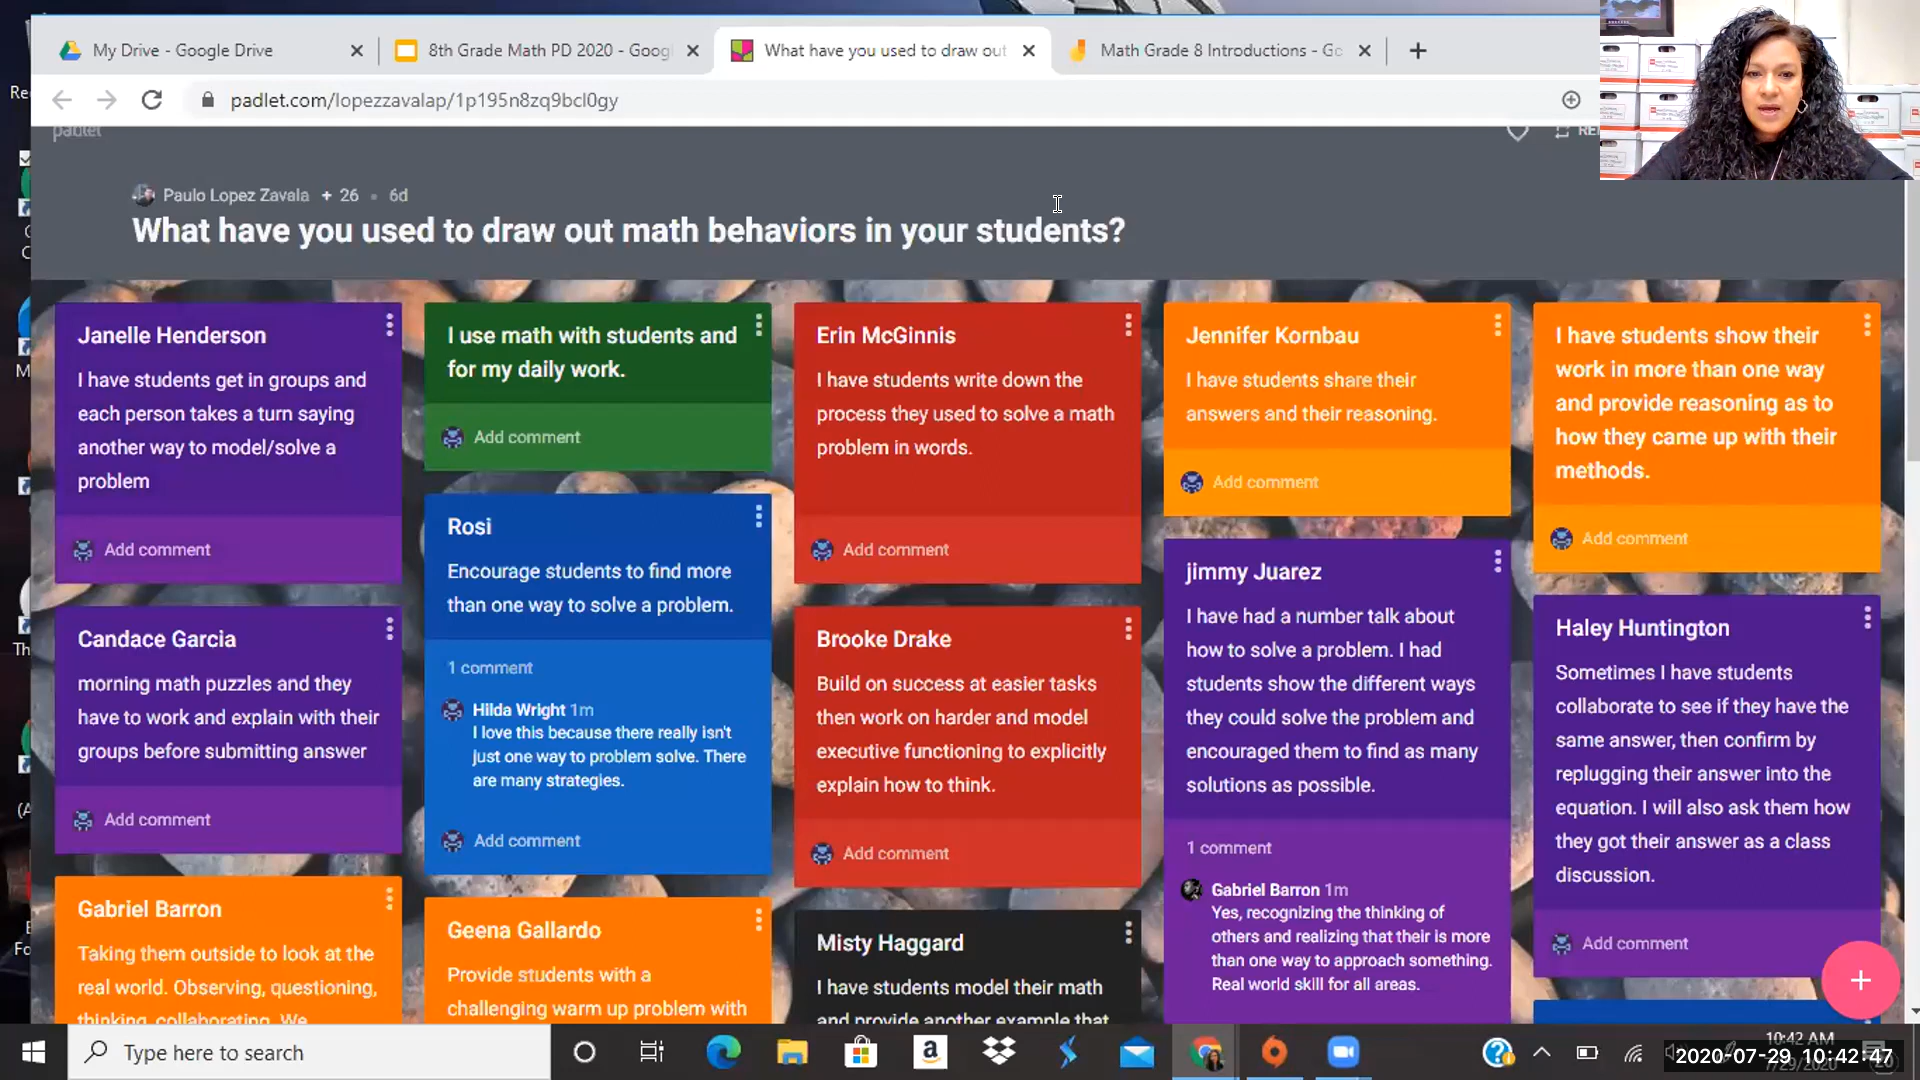 My Drive - Google Drive
8th Grade Math PD 2020 - Googl
What have you used to draw out
Math Grade 8 Introductions - Go
padlet.com/lopezzavalap/1p195n8zq9bcl0gy
padlet
Paulo Lopez Zavala + 26 • 6d
What have you used to draw out math behaviors in your students?
Janelle Henderson
I have students get in groups and
each person takes a turn saying
another way to model/solve a
problem
Add comment
Candace Garcia
morning math puzzles and they
have to work and explain with their
groups before submitting answer
Add comment
Gabriel Barron
Taking them outside to look at the
real world. Observing, questioning,
thinking, collaborating. We
I use math with students and
for my daily work.
Add comment
Rosi
Encourage students to find more
than one way to solve a problem.
1 comment
Hilda Wright 1m
I love this because there really isn't
just one way to problem solve. There
are many strategies.
Add comment
Geena Gallardo
Provide students with a
challenging warm up problem with
Erin McGinnis
I have students write down the
process they used to solve a math
problem in words.
Add comment
Brooke Drake
Build on success at easier tasks
then work on harder and model
executive functioning to explicitly
explain how to think.
Add comment
Misty Haggard
I have students model their math
and provide another example that
Jennifer Kornbau
I have students share their
answers and their reasoning.
Add comment
jimmy Juarez
I have had a number talk about
how to solve a problem. I had
students show the different ways
they could solve the problem and
encouraged them to find as many
solutions as possible.
1 comment
Gabriel Barron 1m
Yes, recognizing the thinking of
others and realizing that their is more
than one way to approach something.
Real world skill for all areas.
I have students show their
work in more than one way
and provide reasoning as to
how they came up with their
methods.
Add comment
Haley Huntington
Sometimes I have students
collaborate to see if they have the
same answer, then confirm by
replugging their answer into the
equation. I will also ask them how
they got their answer as a class
discussion.
Add comment
Type here to search
10:42 AM
2020-07-29 10:42:47